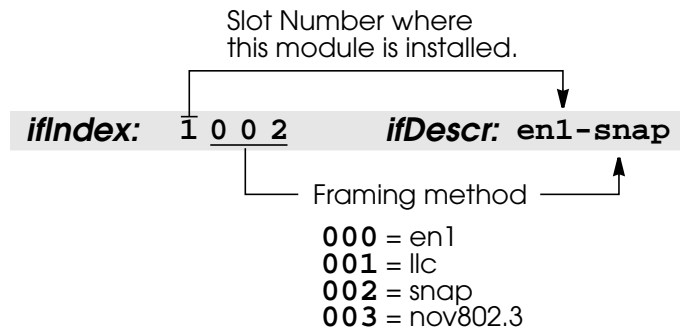 Slot Number where
this module is installed.
ifIndex: 1 0 0 2 ifDescr: en1-snap
Framing method
000 = en1
001 = llc
002 = snap
003 = nov802.3